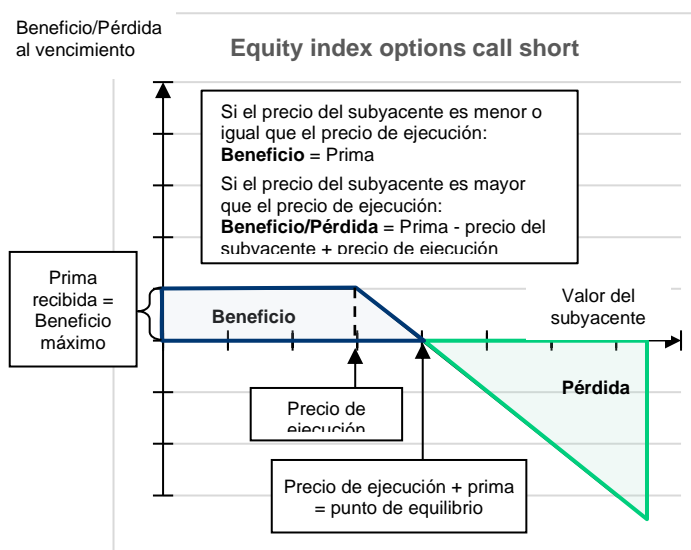 Beneficio/Pérdida
al vencimiento
Equity index options call short
Si el precio del subyacente es menor o
igual que el precio de ejecución:
Beneficio = Prima
Si el precio del subyacente es mayor
que el precio de ejecución:
Beneficio/Pérdida = Prima - precio del
subyacente + precio de ejecución
Prima
recibida =
Beneficio
máximo
Beneficio
Valor del
subyacente
Pérdida
Precio de
ejecución
Precio de ejecución + prima
= punto de equilibrio